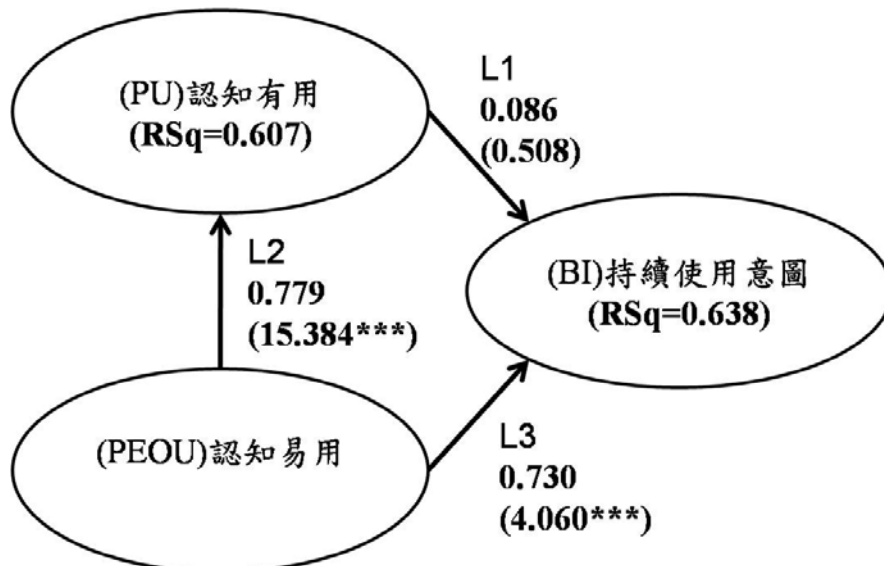 (PU)認知有用
(RSq=0.607)
L1
0.086
(0.508)
L2
0.779
(15.384***)
(BI)持續使用意圖
(RSq=0.638)
(PEOU)認知易用
L3
0.730
(4.060***)